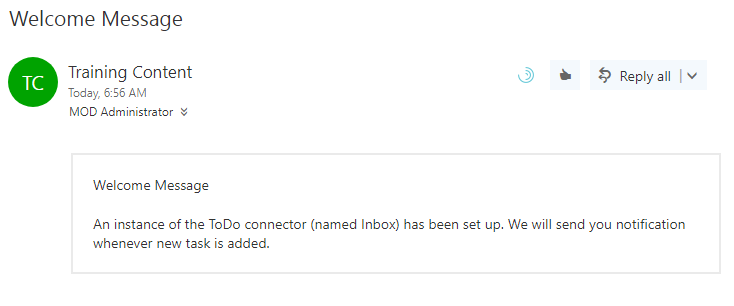 Welcome Message
TC
Training Content
Today, 6:56 AM
MOD Administrator
Reply all
Welcome Message
An instance of the ToDo connector (named Inbox) has been set up. We will send you notification
whenever new task is added.